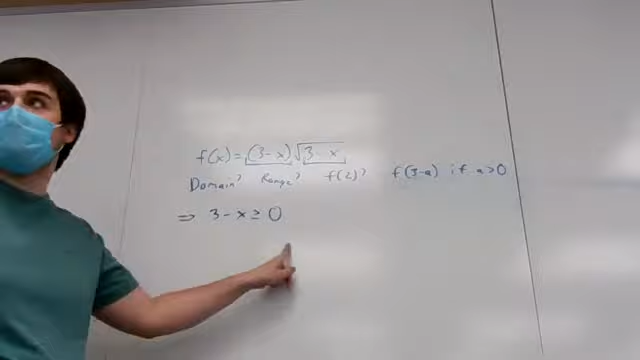 f(x) = (3-x)√3-x
Domain? Range? f(2)? f(3-a) if a>0
⇒ 3-x ≥ 0